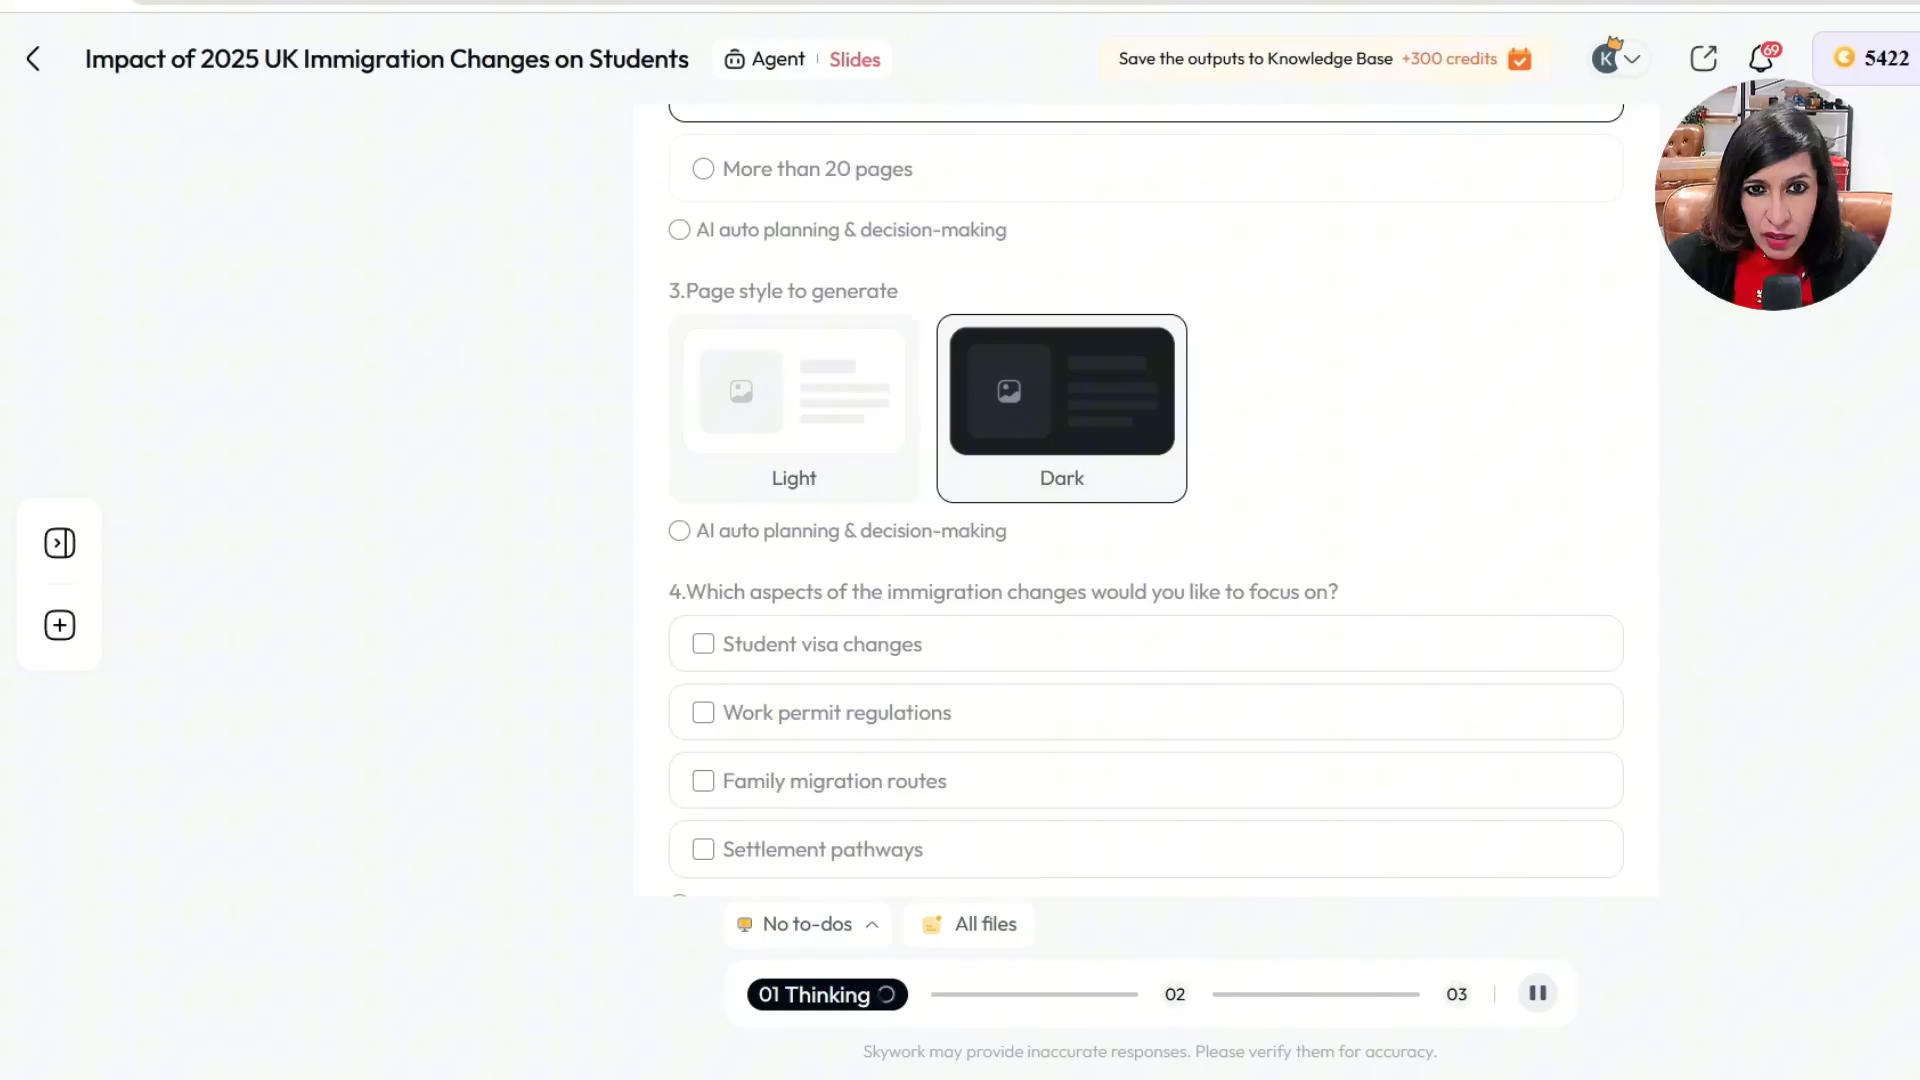 Impact of 2025 UK Immigration Changes on Students
Agent
Slides
Save the outputs to Knowledge Base +300 credits
K
69
5422
More than 20 pages
AI auto planning & decision-making
3.Page style to generate
Light
Dark
AI auto planning & decision-making
4.Which aspects of the immigration changes would you like to focus on?
Student visa changes
Work permit regulations
Family migration routes
Settlement pathways
No to-dos
All files
01 Thinking
02
03
Skywork may provide inaccurate responses. Please verify them for accuracy.